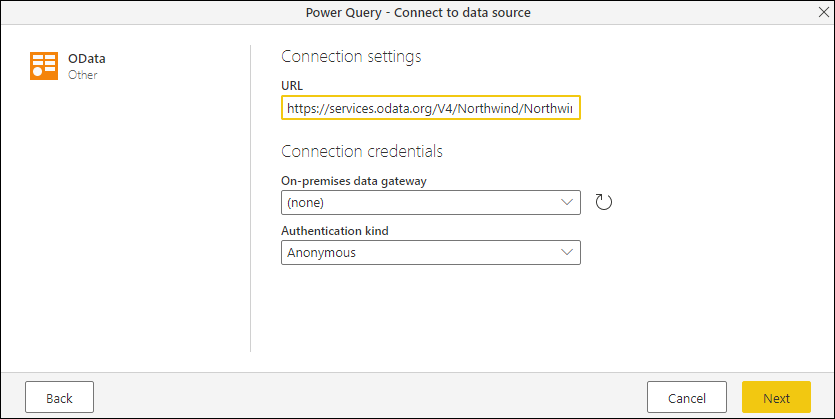 Power Query - Connect to data source
OData
Other
Connection settings
URL
https://services.odata.org/V4/Northwind/Northwi
Connection credentials
On-premises data gateway
(none)
Authentication kind
Anonymous
Back
Cancel
Next